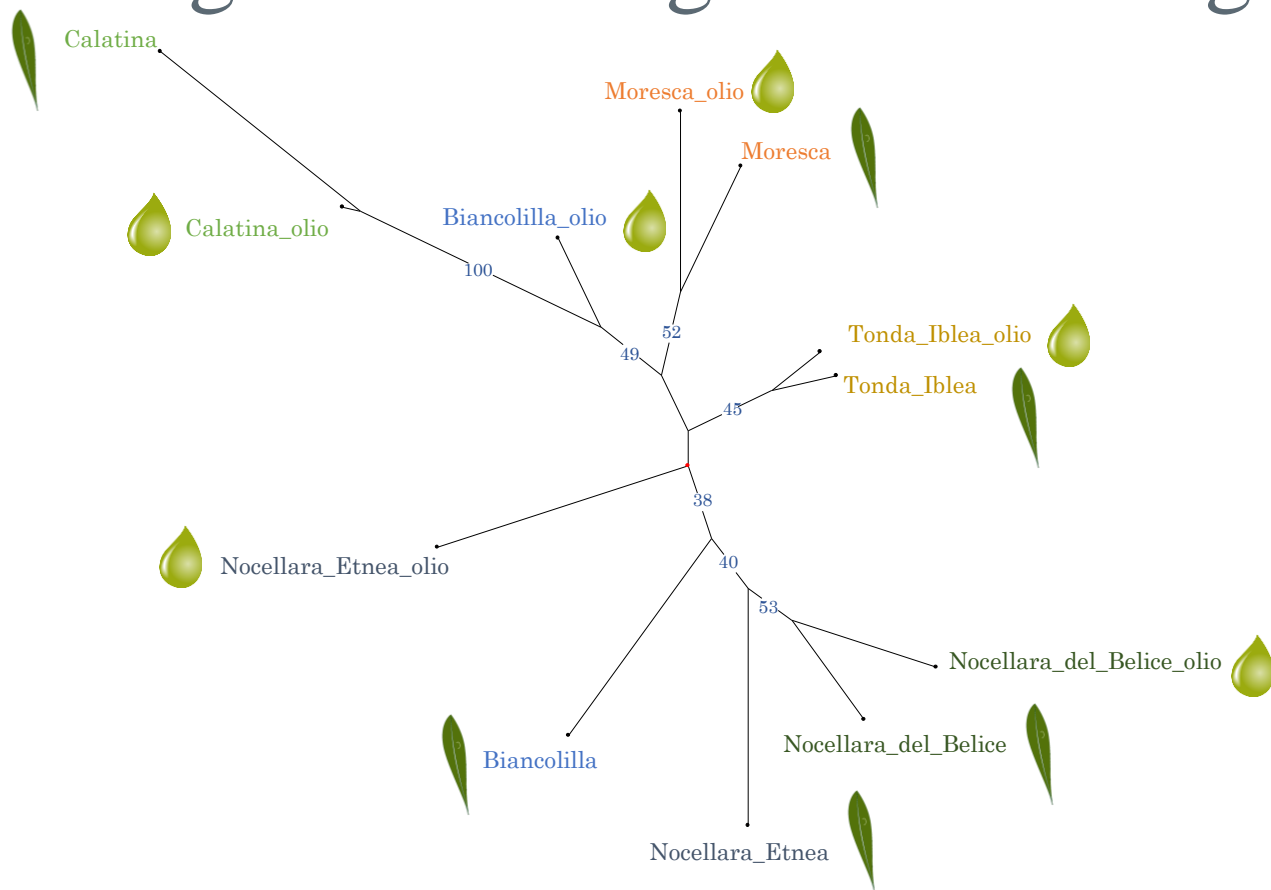 Calatina
Moresca_olio
Moresca
Calatina_olio
Biancolilla_olio
100
52
49
Tonda_Iblea_olio
Tonda_Iblea
45
38
Nocellara_Etnea_olio
40
53
Nocellara_del_Belice_olio
Nocellara_del_Belice
Biancolilla
Nocellara_Etnea